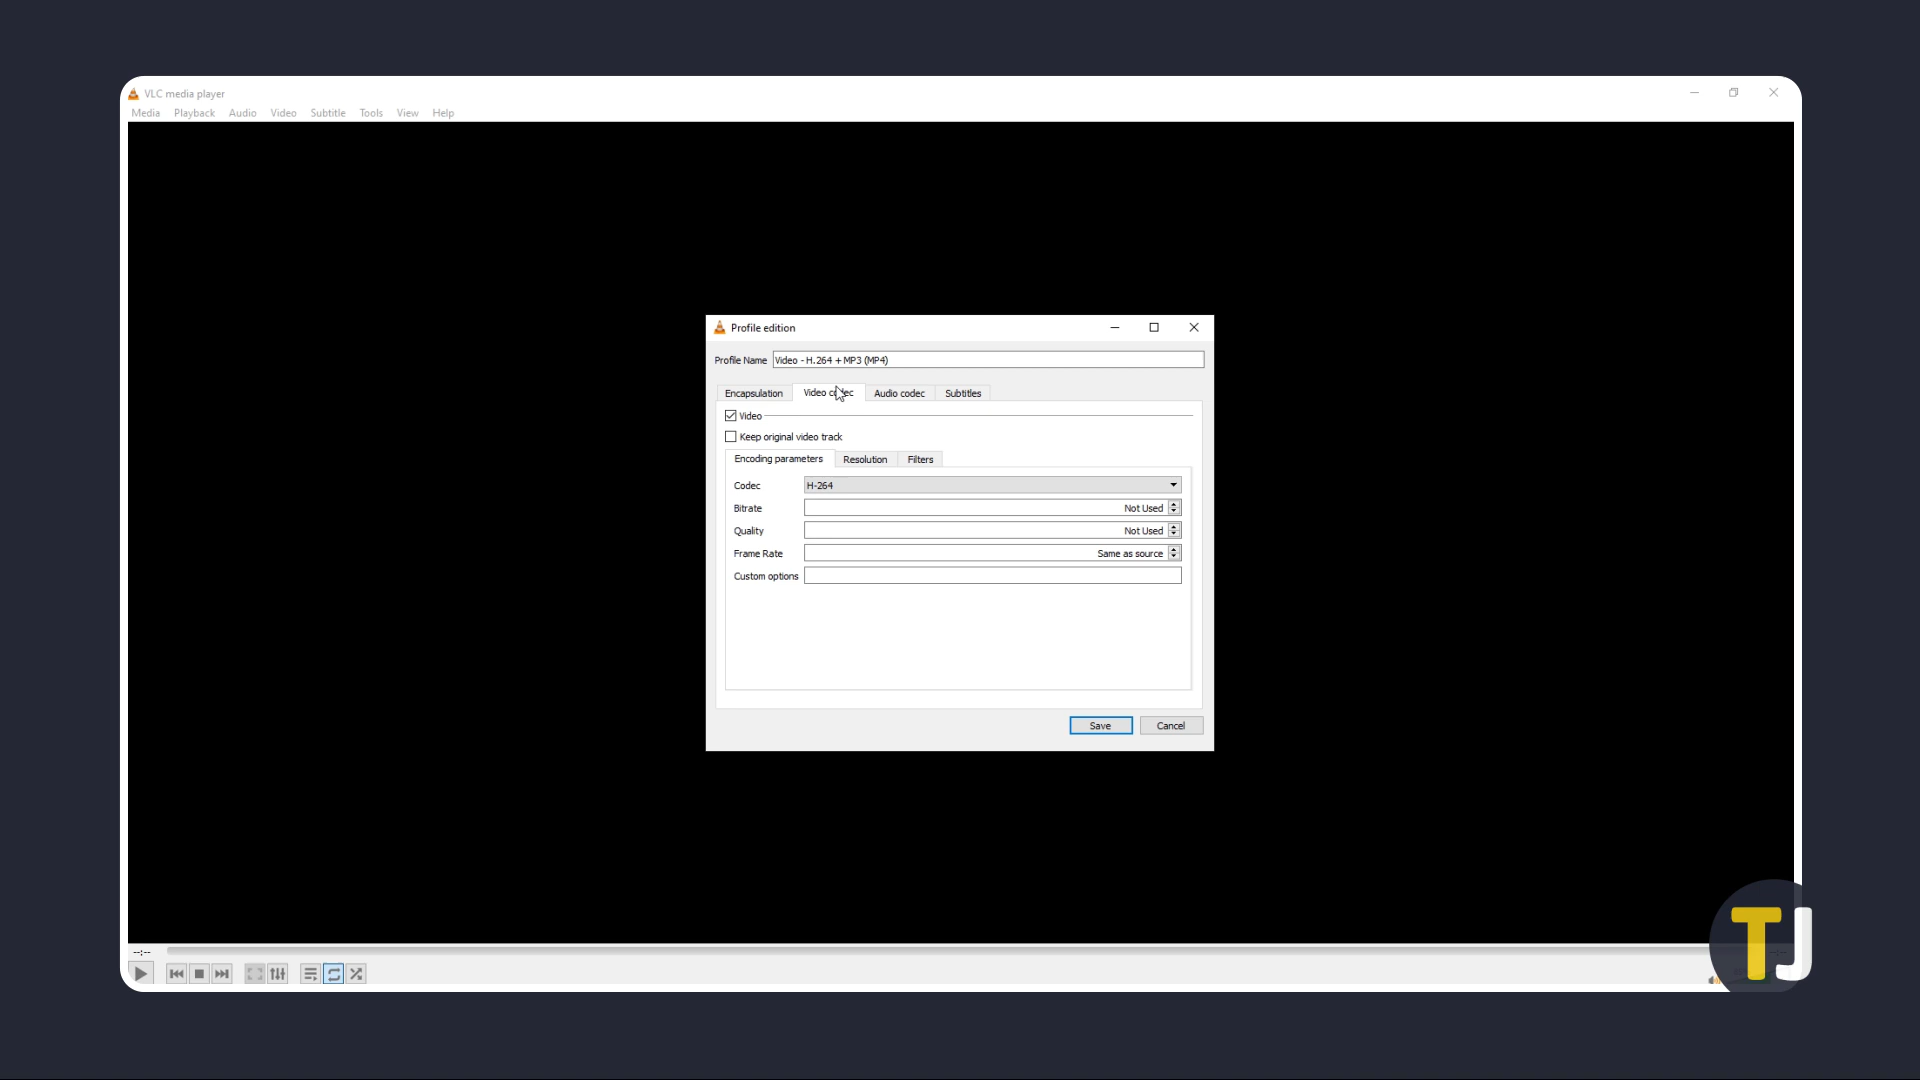 VLC media player
Media Playback Audio Video Subtitle Tools View Help
Profile edition
Profile Name Video - H.264 + MP3 (MP4)
Encapsulation Video codec Audio codec Subtitles
Video
Keep original video track
Encoding parameters Resolution Filters
Codec H-264
Bitrate Not Used
Quality Not Used
Frame Rate Same as source
Custom options
Save Cancel
--:--
TJ